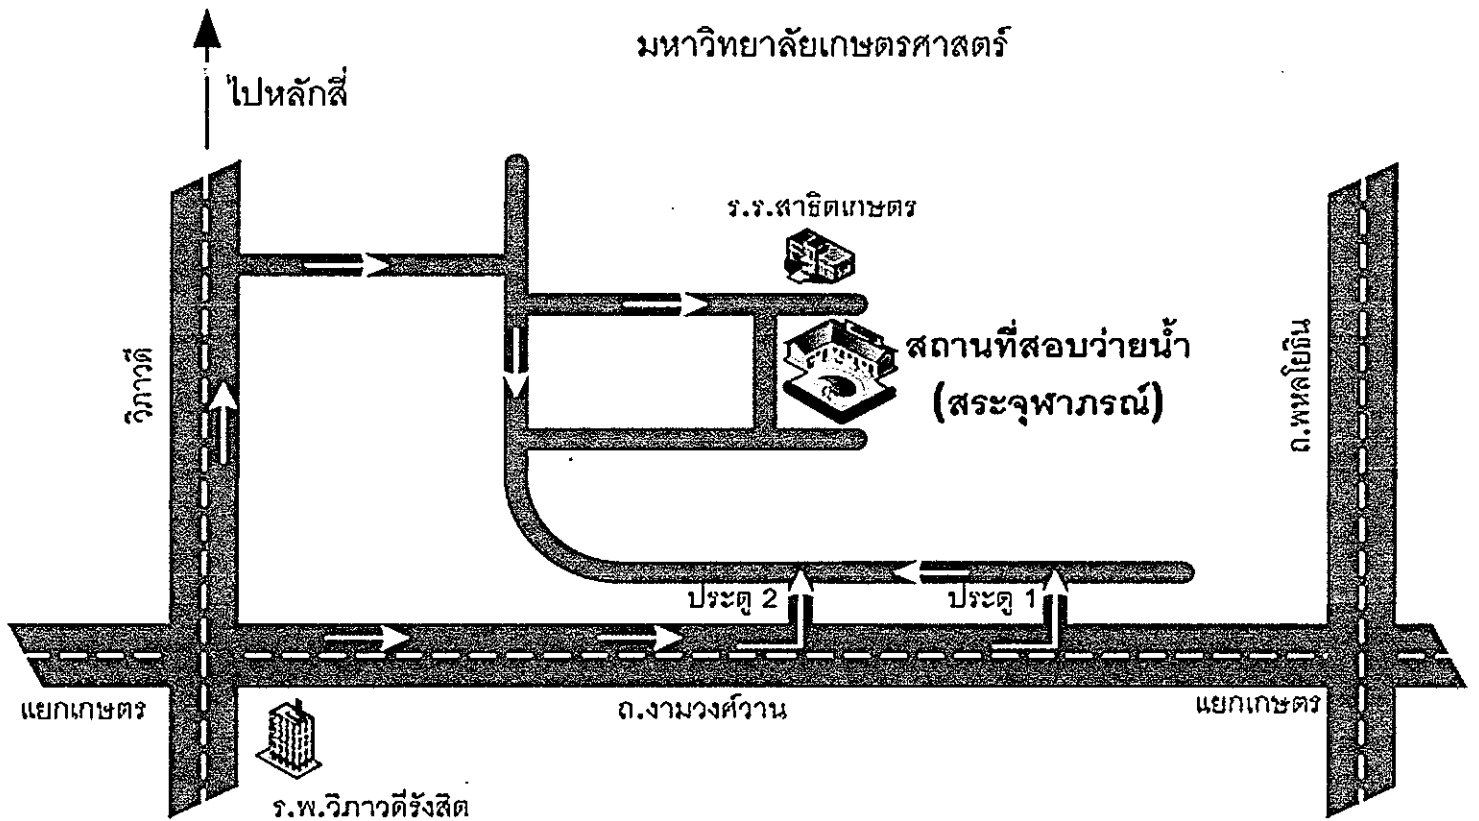 มหาวิทยาลัยเกษตรศาสตร์
ไปหลักสี่
ร.ร.สาธิตเกษตร
สถานที่สอบว่ายน้ำ
(สระจุฬาภรณ์)
วิภาวดี
ถ.พหลโยธิน
ประตู 2
ประตู 1
แยกเกษตร
ถ.งามวงศ์วาน
แยกเกษตร
ร.พ.วิภาวดีรังสิต